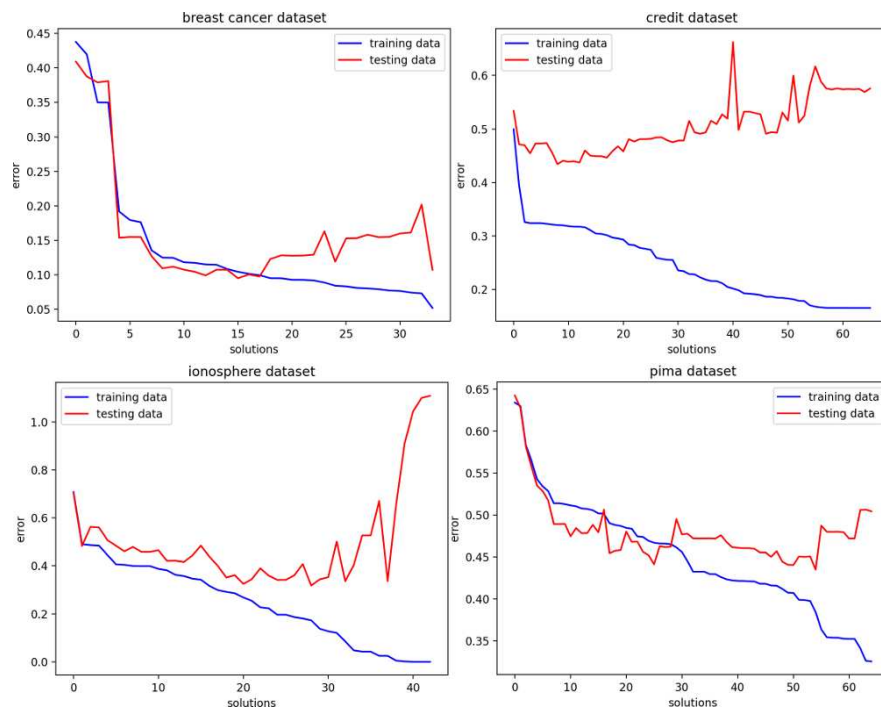 breast cancer dataset
0.45
0.40
0.35
0.30
0.25
0.20
0.15
0.10
0.05
error
training data
testing data
0
5
10
15
20
25
30
solutions
credit dataset
0.6
0.5
0.4
0.3
0.2
error
training data
testing data
0
10
20
30
40
50
60
solutions
ionosphere dataset
1.0
0.8
0.6
0.4
0.2
0.0
error
training data
testing data
0
10
20
30
40
solutions
pima dataset
0.65
0.60
0.55
0.50
0.45
0.40
0.35
error
training data
testing data
0
10
20
30
40
50
60
solutions